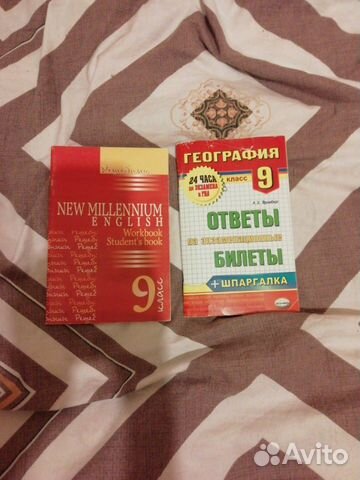 NEW MILLENNIUM
ENGLISH
Workbook
Student's book
9 класс
ГЕОГРАФИЯ
24 ЧАСА
до ЭКЗАМЕНА
и ГИА
класс
9
ОТВЕТЫ
на экзаменационные
БИЛЕТЫ
+ШПАРГАЛКА
Avito